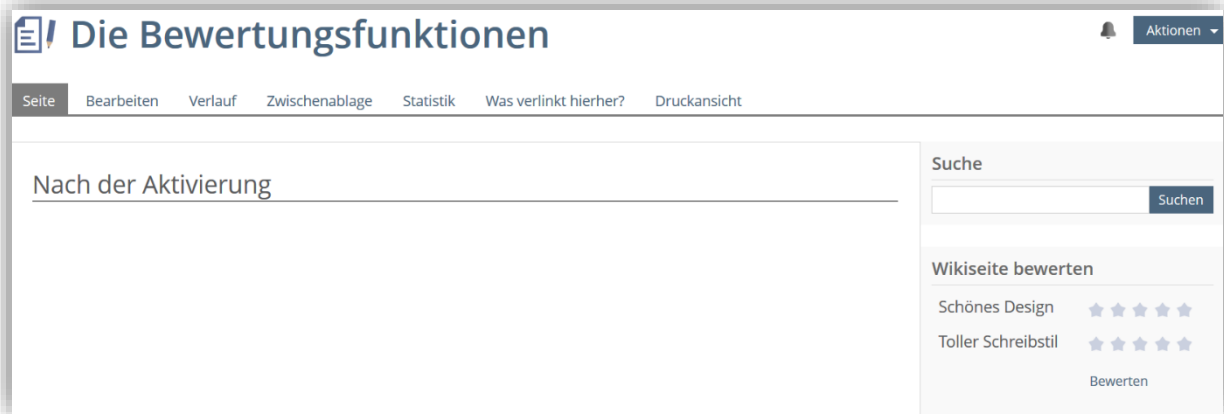 Die Bewertungsfunktionen
Aktionen
Seite Bearbeiten Verlauf Zwischenablage Statistik Was verlinkt hierher? Druckansicht
Nach der Aktivierung
Suche
Suchen
Wikiseite bewerten
Schönes Design
Toller Schreibstil
Bewerten